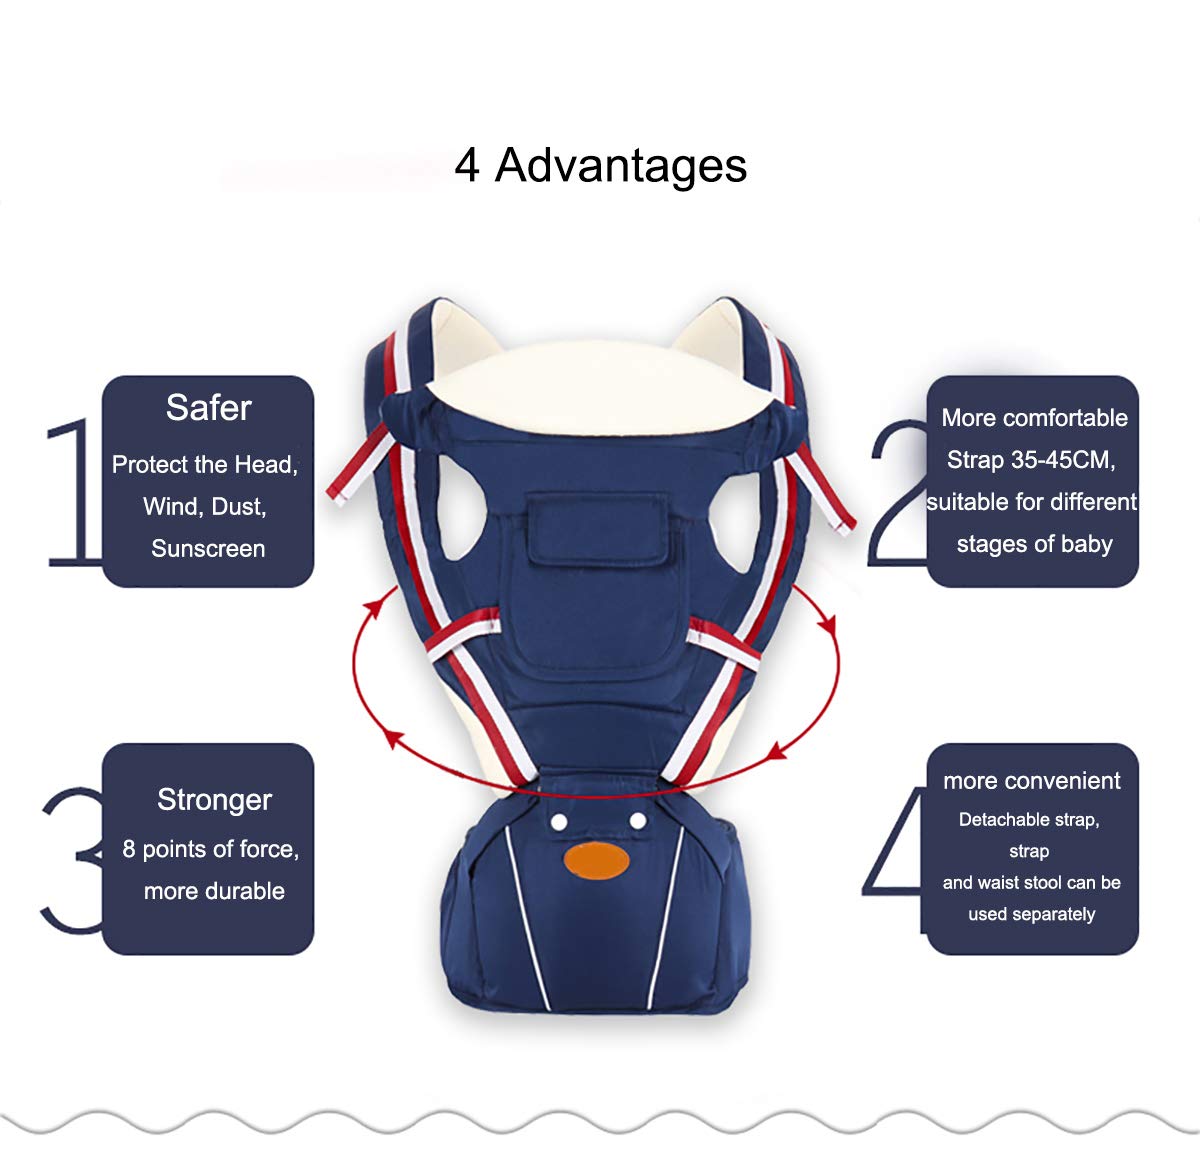 4 Advantages
1
Safer
Protect the Head,
Wind, Dust,
Sunscreen
2
More comfortable
Strap 35-45CM,
suitable for different
stages of baby
3
Stronger
8 points of force,
more durable
4
more convenient
Detachable strap,
strap
and waist stool can be
used separately